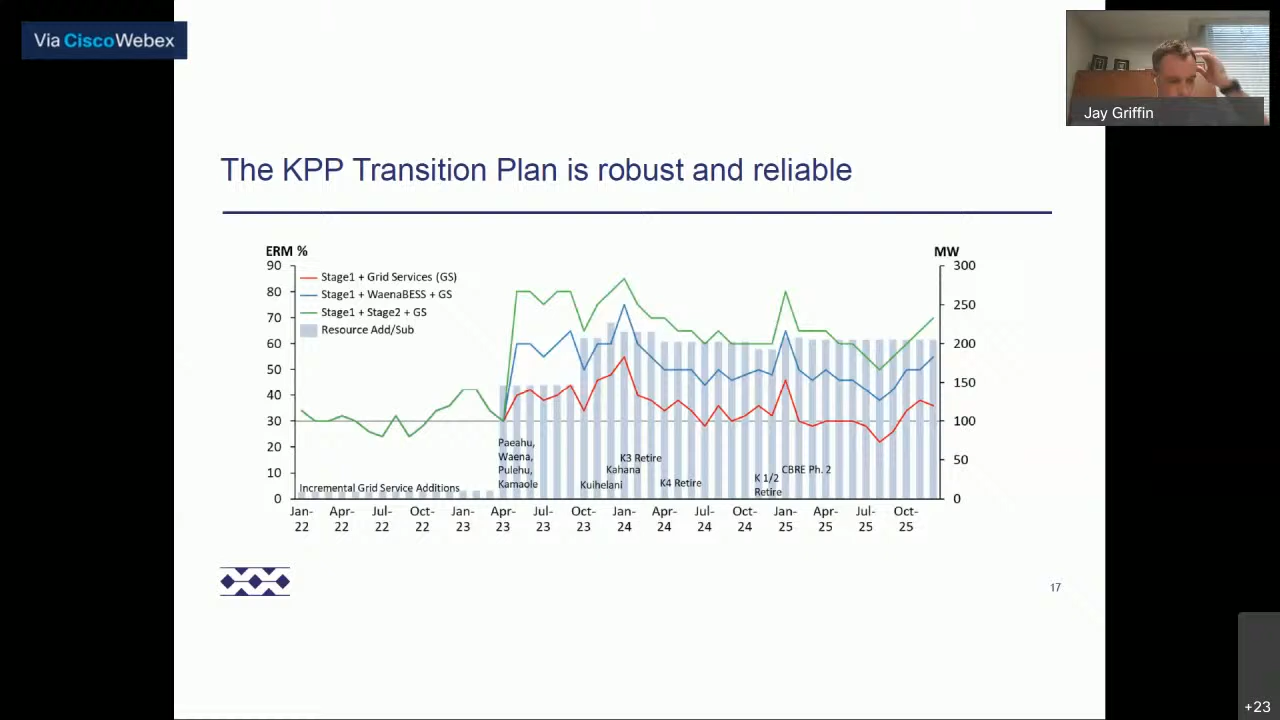 Via CiscoWebex
Jay Griffin
The KPP Transition Plan is robust and reliable
ERM %
MW
90
80
70
60
50
40
30
20
10
0
300
250
200
150
100
50
0
Stage1 + Grid Services (GS)
Stage1 + WaenaBESS + GS
Stage1 + Stage2 + GS
Resource Add/Sub
Incremental Grid Service Additions
Paeahu,
Waena,
Pulehu,
Kamaole
Kuihelani
Kahana
K3 Retire
K4 Retire
K 1/2
Retire
CBRE Ph. 2
Jan-
22
Apr-
22
Jul-
22
Oct-
22
Jan-
23
Apr-
23
Jul-
23
Oct-
23
Jan-
24
Apr-
24
Jul-
24
Oct-
24
Jan-
25
Apr-
25
Jul-
25
Oct-
25
17
+23